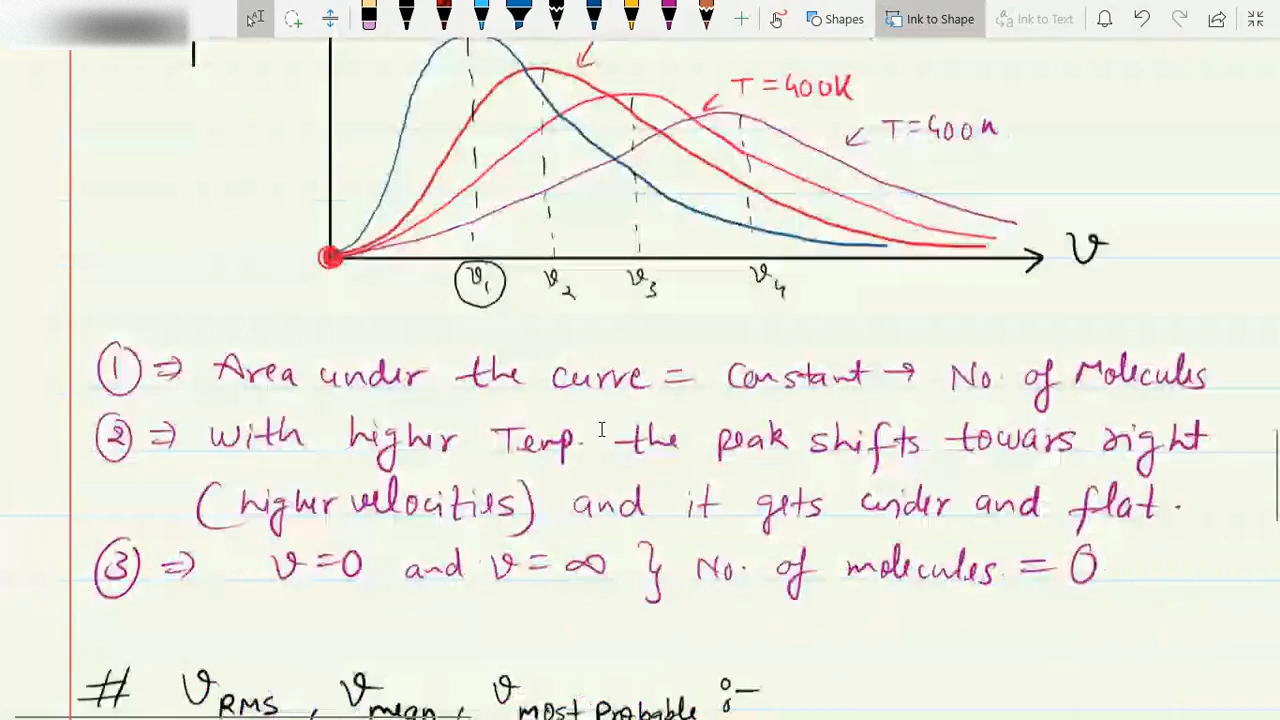 Shapes Ink to Shape Ink to Text
T = 400K
T = 400K
v
v1 v2 v3 v4
① ⇒ Area under the curve = Constant → No. of Molecules
② ⇒ with higher Temp. the peak shifts towars right
(higher velocities) and it gets wider and flat.
③ ⇒ v = 0 and v = ∞ } No. of molecules = 0
# vRMS, vmean, vmost probable :-